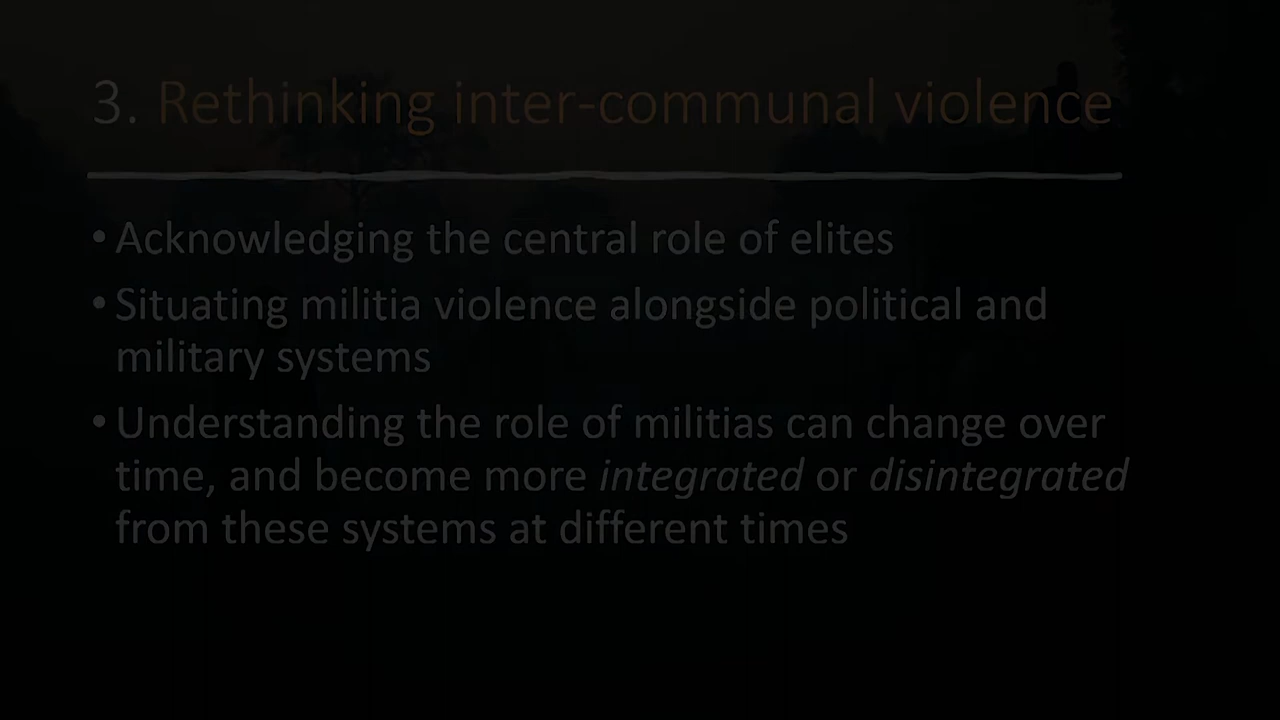 3. Rethinking inter-communal violence
•Acknowledging the central role of elites
•Situating militia violence alongside political and
military systems
•Understanding the role of militias can change over
time, and become more integrated or disintegrated
from these systems at different times